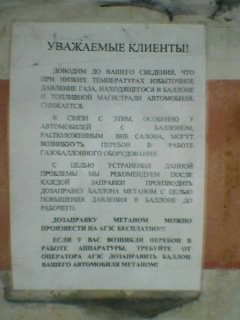 УВАЖАЕМЫЕ КЛИЕНТЫ!
ДОВОДИМ ДО ВАШЕГО СВЕДЕНИЯ, ЧТО
ПРИ НИЗКИХ ТЕМПЕРАТУРАХ ИЗБЫТОЧНОЕ
ДАВЛЕНИЕ ГАЗА, НАХОДЯЩЕГОСЯ В БАЛЛОНЕ
И ТОПЛИВНОЙ МАГИСТРАЛИ АВТОМОБИЛЯ,
СНИЖАЕТСЯ.
В СВЯЗИ С ЭТИМ, ОСОБЕННО У
АВТОМОБИЛЕЙ С БАЛЛОНОМ,
РАСПОЛОЖЕННЫМ ВНЕ САЛОНА, МОГУТ
ВОЗНИКНУТЬ ПЕРЕБОИ В РАБОТЕ
ГАЗОБАЛЛОННОГО ОБОРУДОВАНИЯ.
С ЦЕЛЬЮ УСТРАНЕНИЯ ДАННОЙ
ПРОБЛЕМЫ МЫ РЕКОМЕНДУЕМ ПОСЛЕ
КАЖДОЙ ЗАПРАВКИ ПРОИЗВОДИТЬ
ДОЗАПРАВКУ БАЛЛОНА МЕТАНОМ С ЦЕЛЬЮ
ПОВЫШЕНИЯ ДАВЛЕНИЯ В БАЛЛОНЕ ДО
РАБОЧЕГО.
ДОЗАПРАВКУ МЕТАНОМ МОЖНО
ПРОИЗВЕСТИ НА АГЗС БЕСПЛАТНО!!!
ЕСЛИ У ВАС ВОЗНИКЛИ ПЕРЕБОИ В
РАБОТЕ АППАРАТУРЫ, ТРЕБУЙТЕ ОТ
ОПЕРАТОРА АГЗС ДОЗАПРАВИТЬ БАЛЛОН
ВАШЕГО АВТОМОБИЛЯ МЕТАНОМ!